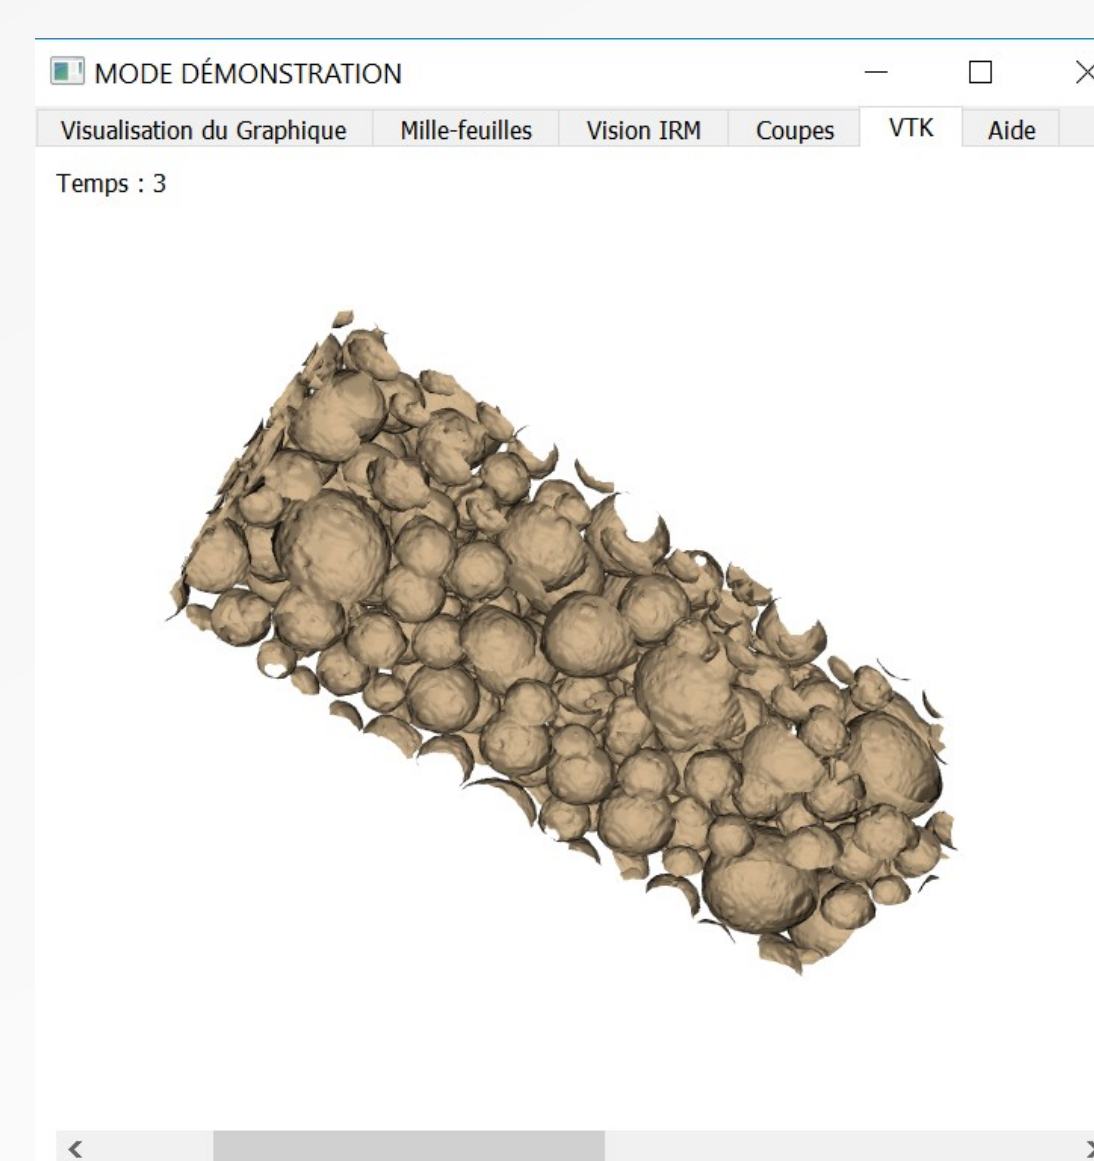 MODE DÉMONSTRATION
Visualisation du Graphique Mille-feuilles Vision IRM Coupes VTK Aide
Temps : 3